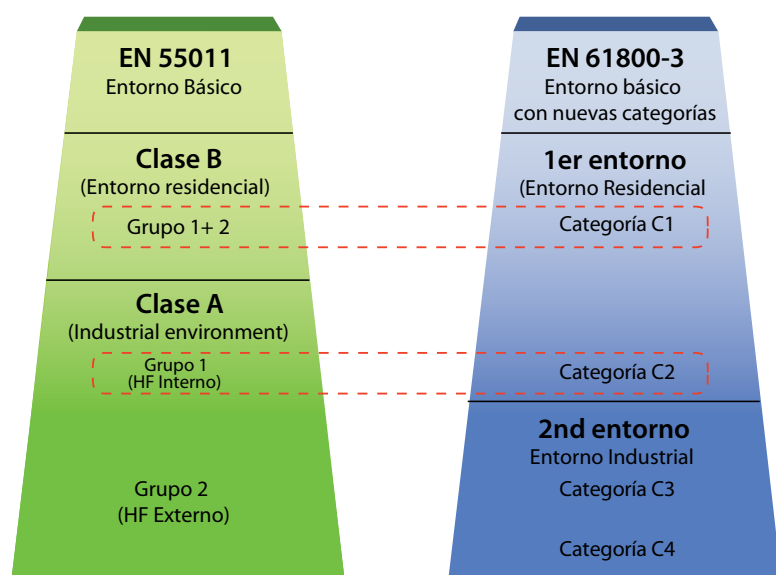 EN 55011
Entorno Básico
Clase B
(Entorno residencial)
Grupo 1+ 2
Clase A
(Industrial environment)
Grupo 1
(HF Interno)
Grupo 2
(HF Externo)
EN 61800-3
Entorno básico
con nuevas categorías
1er entorno
(Entorno Residencial
Categoría C1
Categoría C2
2nd entorno
Entorno Industrial
Categoría C3
Categoría C4